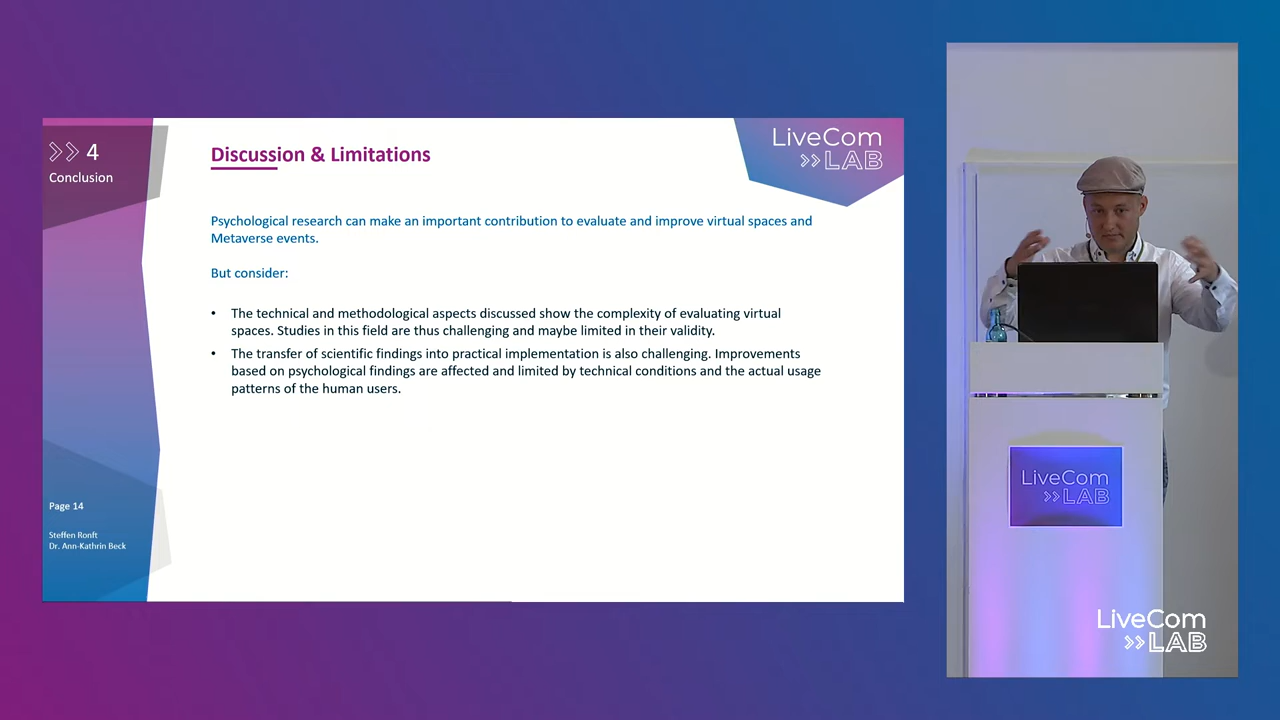 4
Conclusion
Discussion & Limitations
LiveCom
LAB
Psychological research can make an important contribution to evaluate and improve virtual spaces and
Metaverse events.
But consider:
• The technical and methodological aspects discussed show the complexity of evaluating virtual
spaces. Studies in this field are thus challenging and maybe limited in their validity.
• The transfer of scientific findings into practical implementation is also challenging. Improvements
based on psychological findings are affected and limited by technical conditions and the actual usage
patterns of the human users.
Page 14
Steffen Ronft
Dr. Ann-Kathrin Beck
LiveCom
LAB
LiveCom
LAB